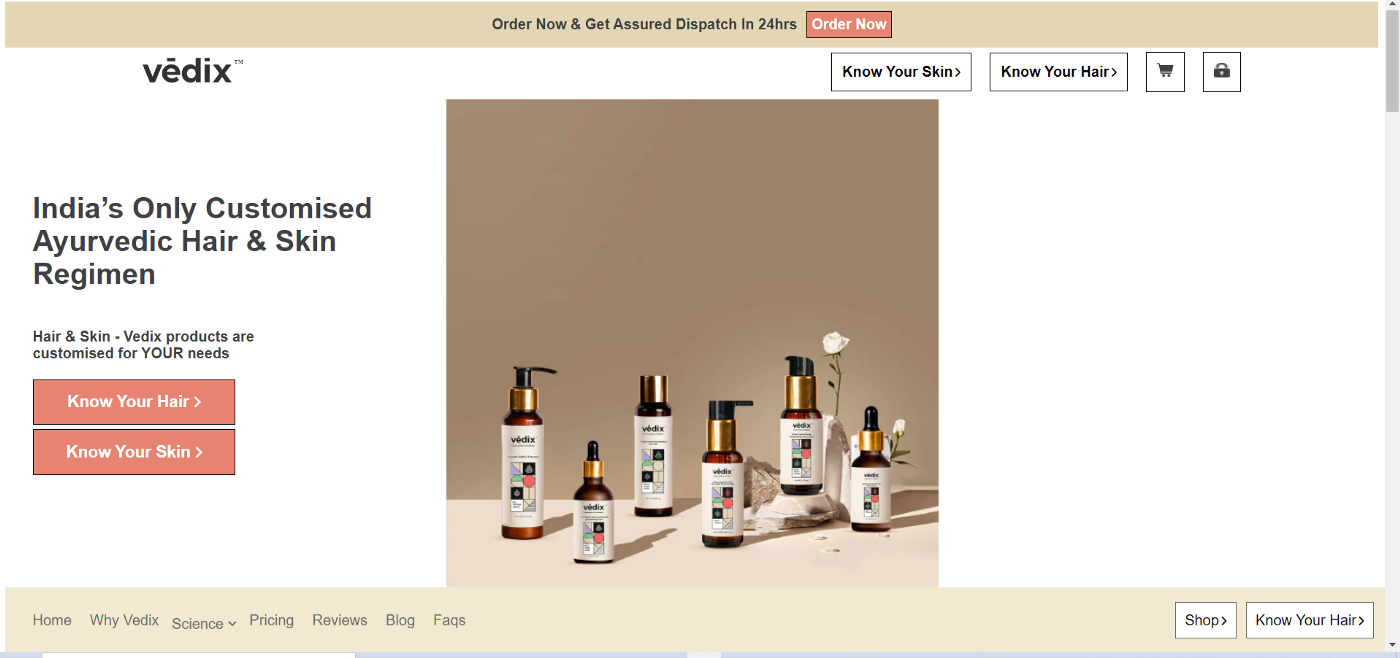 Order Now & Get Assured Dispatch In 24hrs Order Now
vēdix™
Know Your Skin›
Know Your Hair›
India’s Only Customised
Ayurvedic Hair & Skin
Regimen
Hair & Skin - Vedix products are
customised for YOUR needs
Know Your Hair ›
Know Your Skin ›
vēdix
vēdix
vēdix
vēdix
vēdix
vēdix
Home Why Vedix Science Pricing Reviews Blog Faqs
Shop›
Know Your Hair›